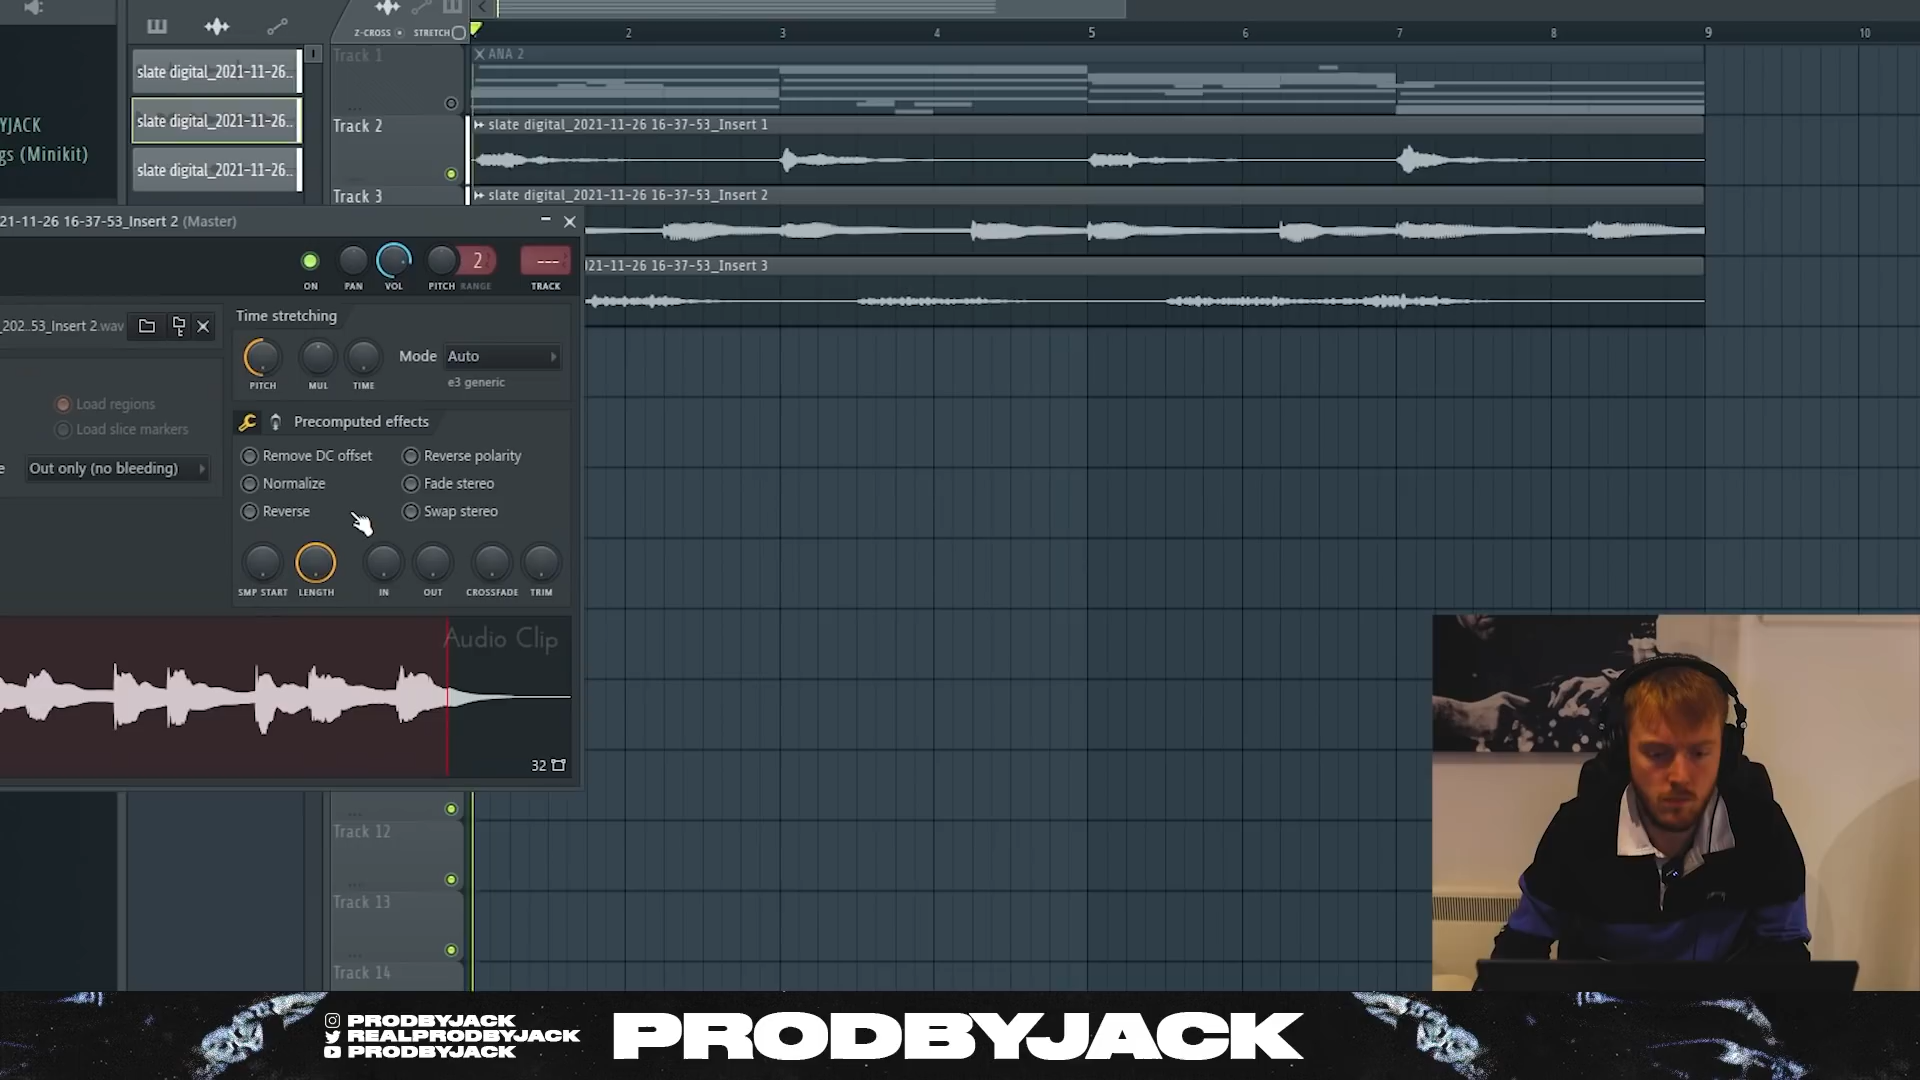 Z-CROSS STRETCH
2 3 4 5 6 7 8 9 10
slate digital_2021-11-26..
Track 1
ANA 2
YJACK
slate digital_2021-11-26..
Track 2
slate digital_2021-11-26 16-37-53_Insert 1
gs (Minikit)
slate digital_2021-11-26..
Track 3
slate digital_2021-11-26 16-37-53_Insert 2
21-11-26 16-37-53_Insert 2 (Master)
21-11-26 16-37-53_Insert 3
2
---
ON PAN VOL PITCH RANGE TRACK
Time stretching
_202..53_Insert 2.wav
Mode Auto
PITCH MUL TIME
e3 generic
Load regions
Load slice markers
Precomputed effects
Remove DC offset
Reverse polarity
Out only (no bleeding)
Normalize
Fade stereo
Reverse
Swap stereo
SMP START LENGTH IN OUT CROSSFADE TRIM
Audio Clip
32
Track 12
Track 13
Track 14
PRODBYJACK
REALPRODBYJACK
PRODBYJACK
PRODBYJACK